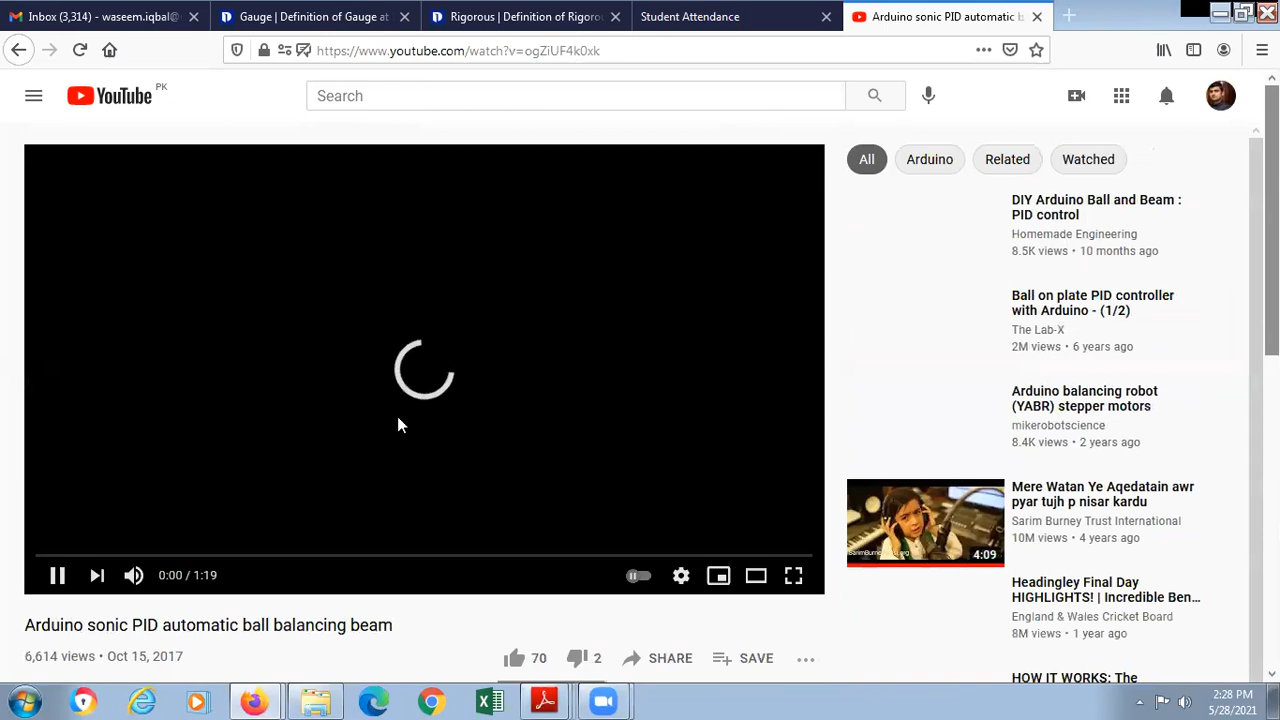 Inbox (3,314) - waseem.iqbal@
Gauge | Definition of Gauge at
Rigorous | Definition of Rigoro
Student Attendance
Arduino sonic PID automatic b
https://www.youtube.com/watch?v=ogZiUF4k0xk
YouTube PK
Search
All
Arduino
Related
Watched
DIY Arduino Ball and Beam :
PID control
Homemade Engineering
8.5K views • 10 months ago
Ball on plate PID controller
with Arduino - (1/2)
The Lab-X
2M views • 6 years ago
Arduino balancing robot
(YABR) stepper motors
mikerobotscience
8.4K views • 2 years ago
Mere Watan Ye Aqedatain awr
pyar tujh p nisar kardu
Sarim Burney Trust International
10M views • 4 years ago
4:09
Headingley Final Day
HIGHLIGHTS! | Incredible Ben...
England & Wales Cricket Board
8M views • 1 year ago
HOW IT WORKS: The
0:00 / 1:19
Arduino sonic PID automatic ball balancing beam
6,614 views • Oct 15, 2017
70
2
SHARE
SAVE
2:28 PM
5/28/2021